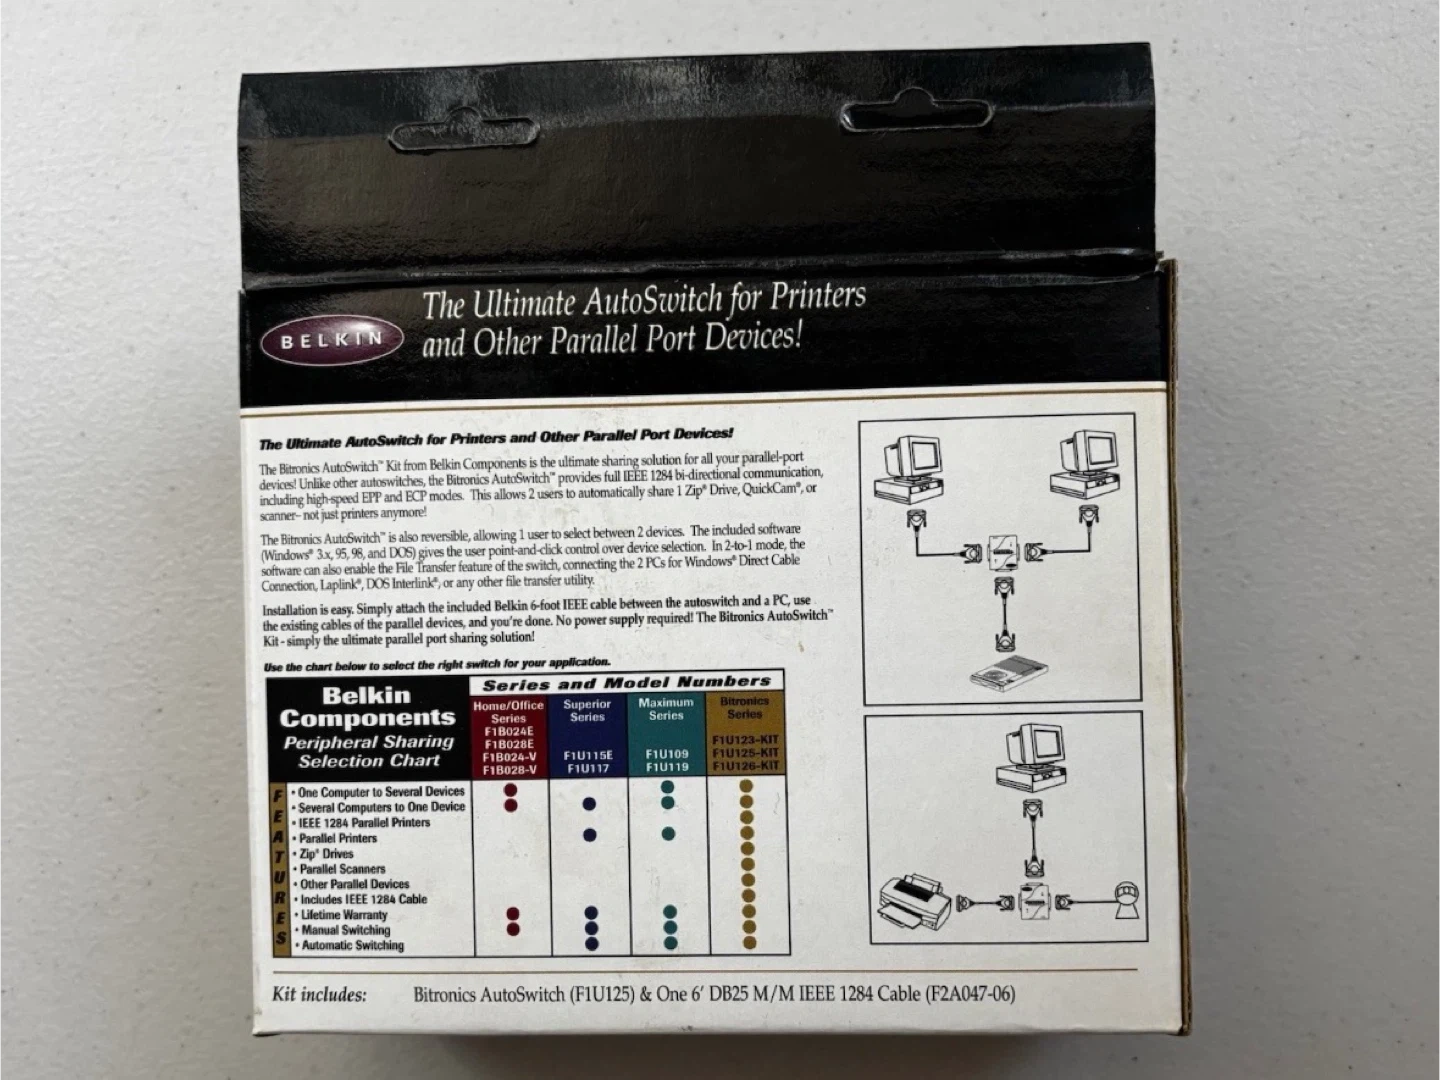 The Ultimate AutoSwitch for Printers
and Other Parallel Port Devices!
BELKIN
The Ultimate AutoSwitch for Printers and Other Parallel Port Devices!
The Bitronics AutoSwitch™ Kit from Belkin Components is the ultimate sharing solution for all your parallel-port
devices! Unlike other autoswitches, the Bitronics AutoSwitch™ provides full IEEE 1284 bi-directional communication,
including high-speed EPP and ECP modes. This allows 2 users to automatically share 1 Zip® Drive, QuickCam®, or
scanner– not just printers anymore!
The Bitronics AutoSwitch™ is also reversible, allowing 1 user to select between 2 devices. The included software
(Windows® 3.x, 95, 98, and DOS) gives the user point-and-click control over device selection. In 2-to-1 mode, the
software can also enable the File Transfer feature of the switch, connecting the 2 PCs for Windows® Direct Cable
Connection, Laplink®, DOS Interlink®, or any other file transfer utility.
Installation is easy. Simply attach the included Belkin 6-foot IEEE cable between the autoswitch and a PC, use
the existing cables of the parallel devices, and you're done. No power supply required! The Bitronics AutoSwitch™
Kit - simply the ultimate parallel port sharing solution!
Use the chart below to select the right switch for your application.
Belkin
Components
Peripheral Sharing
Selection Chart
Series and Model Numbers
Home/Office
Series
F1B024E
F1B028E
F1B024-V
F1B028-V
Superior
Series
F1U115E
F1U117
Maximum
Series
F1U109
F1U119
Bitronics
Series
F1U123-KIT
F1U125-KIT
F1U126-KIT
FEATURES
• One Computer to Several Devices
• Several Computers to One Device
• IEEE 1284 Parallel Printers
• Parallel Printers
• Zip® Drives
• Parallel Scanners
• Other Parallel Devices
• Includes IEEE 1284 Cable
• Lifetime Warranty
• Manual Switching
• Automatic Switching
Kit includes: Bitronics AutoSwitch (F1U125) & One 6' DB25 M/M IEEE 1284 Cable (F2A047-06)